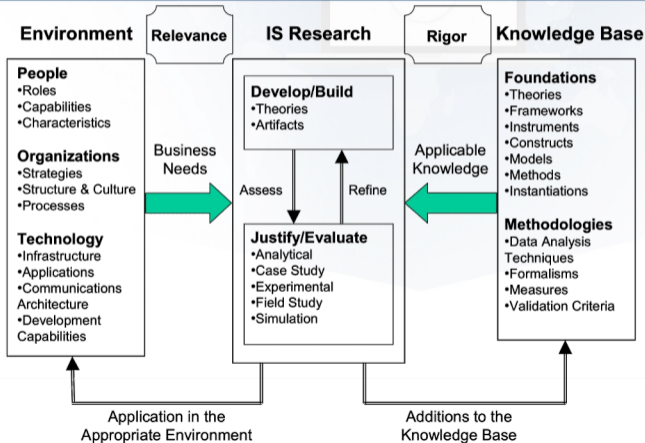 Environment
Relevance
IS Research
Rigor
Knowledge Base
People
•Roles
•Capabilities
•Characteristics
Organizations
•Strategies
•Structure & Culture
•Processes
Technology
•Infrastructure
•Applications
•Communications
Architecture
•Development
Capabilities
Business
Needs
Develop/Build
•Theories
•Artifacts
Assess
Refine
Justify/Evaluate
•Analytical
•Case Study
•Experimental
•Field Study
•Simulation
Applicable
Knowledge
Foundations
•Theories
•Frameworks
•Instruments
•Constructs
•Models
•Methods
•Instantiations
Methodologies
•Data Analysis
Techniques
•Formalisms
•Measures
•Validation Criteria
Application in the
Appropriate Environment
Additions to the
Knowledge Base